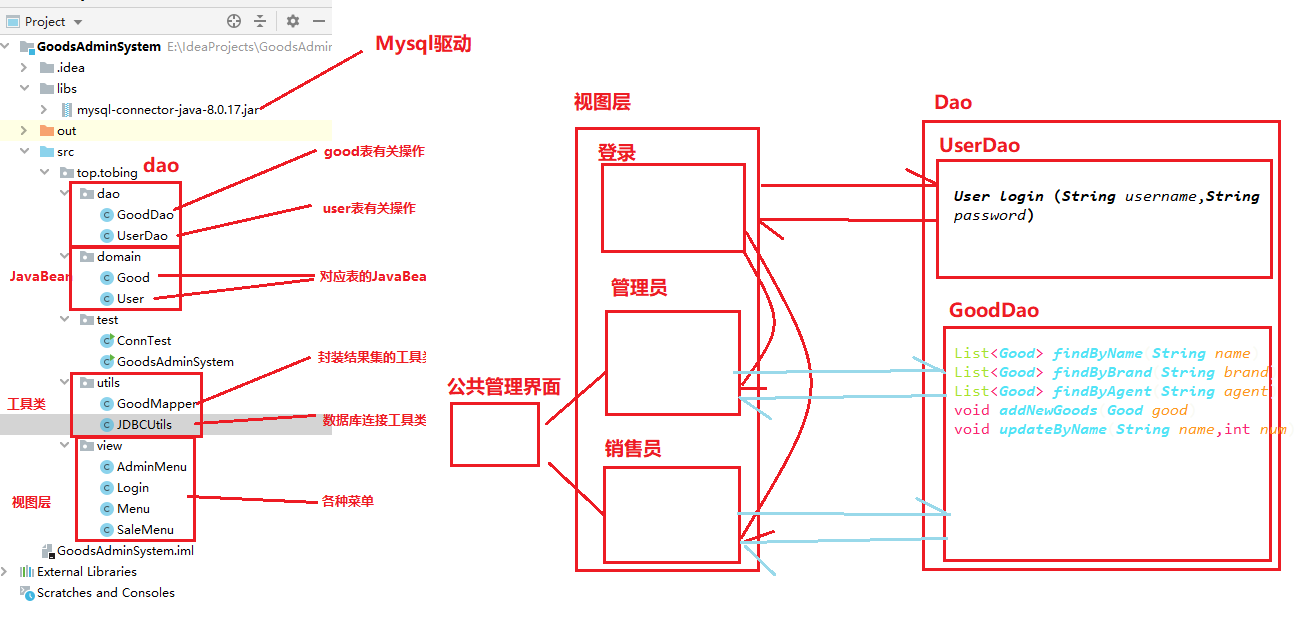 Project
GoodsAdminSystem E:\IdeaProjects\GoodsAdmir
.idea
libs
mysql-connector-java-8.0.17.jar
out
src
top.tobing
dao
GoodDao
UserDao
domain
Good
User
test
ConnTest
GoodsAdminSystem
utils
GoodMapper
JDBCUtils
view
AdminMenu
Login
Menu
SaleMenu
GoodsAdminSystem.iml
External Libraries
Scratches and Consoles
Mysql驱动
dao
good表有关操作
user表有关操作
JavaBean
对应表的JavaBea
封装结果集的工具
工具类
数据库连接工具类
视图层
各种菜单
视图层
登录
管理员
公共管理界面
销售员
Dao
UserDao
User Login (String username,String
password)
GoodDao
List<Good> findByName String name
List<Good> findByBrand String brand
List<Good> findByAgent String agent
void addNewGoods Good good
void updateByName String name,int num